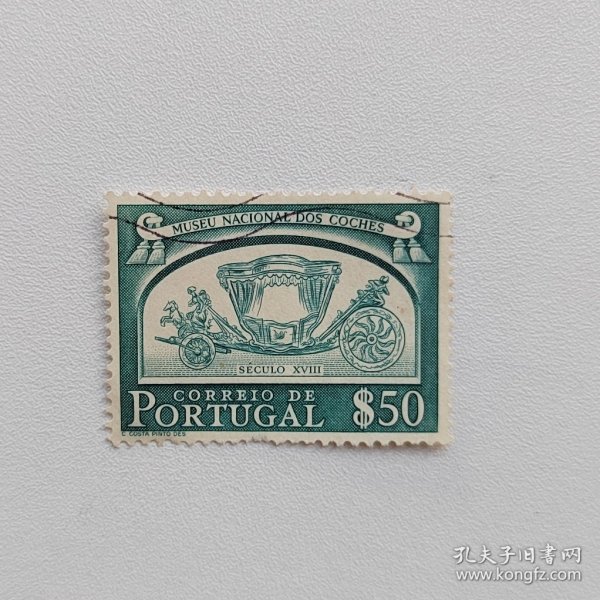 MUSEU NACIONAL DOS COCHES
SÉCULO XVIII
CORREIO DE
PORTUGAL $50
C. COSTA PINTO DES
孔夫子旧书网
www.kongfz.com